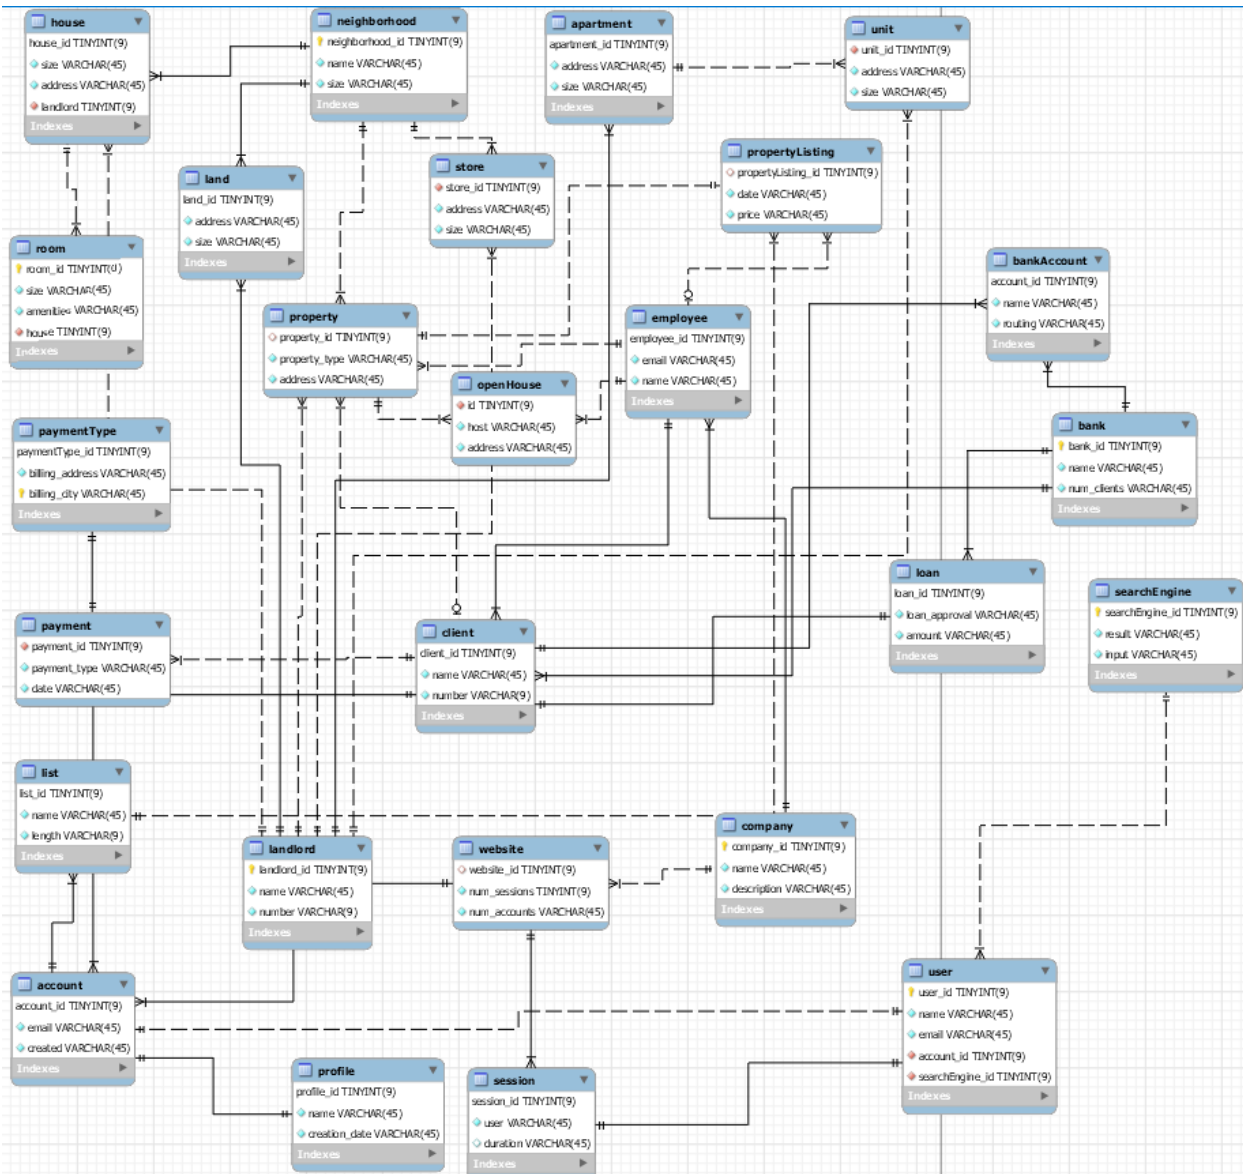 house
house_id TINYINT(9)
size VARCHAR(45)
address VARCHAR(45)
landlord TINYINT(9)
Indexes
neighborhood
neighborhood_id TINYINT(9)
name VARCHAR(45)
size VARCHAR(45)
Indexes
apartment
apartment_id TINYINT(9)
address VARCHAR(45)
size VARCHAR(45)
Indexes
unit
unit_id TINYINT(9)
address VARCHAR(45)
size VARCHAR(45)
Indexes
land
land_id TINYINT(9)
address VARCHAR(45)
size VARCHAR(45)
Indexes
store
store_id TINYINT(9)
address VARCHAR(45)
size VARCHAR(45)
Indexes
propertyListing
propertyListing_id TINYINT(9)
date VARCHAR(45)
price VARCHAR(45)
Indexes
room
room_id TINYINT(9)
size VARCHAR(45)
amenities VARCHAR(45)
house TINYINT(9)
Indexes
property
property_id TINYINT(9)
property_type VARCHAR(45)
address VARCHAR(45)
Indexes
employee
employee_id TINYINT(9)
email VARCHAR(45)
name VARCHAR(45)
Indexes
bankAccount
account_id TINYINT(9)
name VARCHAR(45)
routing VARCHAR(45)
Indexes
openHouse
id TINYINT(9)
host VARCHAR(45)
address VARCHAR(45)
Indexes
paymentType
paymentType_id TINYINT(9)
billing_address VARCHAR(45)
billing_city VARCHAR(45)
Indexes
bank
bank_id TINYINT(9)
name VARCHAR(45)
num_clients VARCHAR(45)
Indexes
loan
loan_id TINYINT(9)
loan_approval VARCHAR(45)
amount VARCHAR(45)
Indexes
searchEngine
searchEngine_id TINYINT(9)
result VARCHAR(45)
input VARCHAR(45)
Indexes
payment
payment_id TINYINT(9)
payment_type VARCHAR(45)
date VARCHAR(45)
Indexes
client
client_id TINYINT(9)
name VARCHAR(45)
number VARCHAR(9)
Indexes
list
list_id TINYINT(9)
name VARCHAR(45)
length VARCHAR(9)
Indexes
landlord
landlord_id TINYINT(9)
name VARCHAR(45)
number VARCHAR(9)
Indexes
website
website_id TINYINT(9)
num_sessions TINYINT(9)
num_accounts VARCHAR(45)
Indexes
company
company_id TINYINT(9)
name VARCHAR(45)
description VARCHAR(45)
Indexes
account
account_id TINYINT(9)
email VARCHAR(45)
created VARCHAR(45)
Indexes
user
user_id TINYINT(9)
name VARCHAR(45)
email VARCHAR(45)
account_id TINYINT(9)
searchEngine_id TINYINT(9)
Indexes
profile
profile_id TINYINT(9)
name VARCHAR(45)
creation_date VARCHAR(45)
Indexes
session
session_id TINYINT(9)
user VARCHAR(45)
duration VARCHAR(45)
Indexes